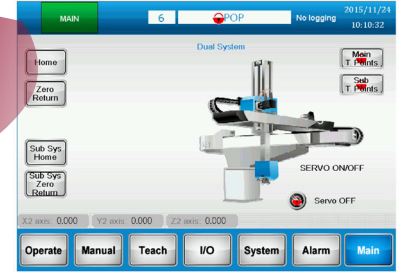 MAIN
6
POP
No logging
2015/11/24
10:10:32
Dual System
Home
Main
T. Points
Zero
Return
Sub
T. Points
Sub Sys.
Home
Sub Sys
Zero
Return
SERVO ON/OFF
Servo OFF
X2 axis: 0.000 Y2 axis: 0.000 Z2 axis: 0.000
Operate Manual Teach I/O System Alarm Main